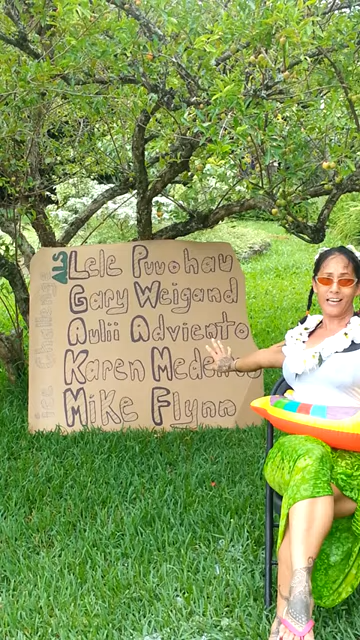 ALS
ice Challenge
Lele Puuohau
Gary Weigand
Aulii Adviento
Karen Medeiros
Mike Flynn